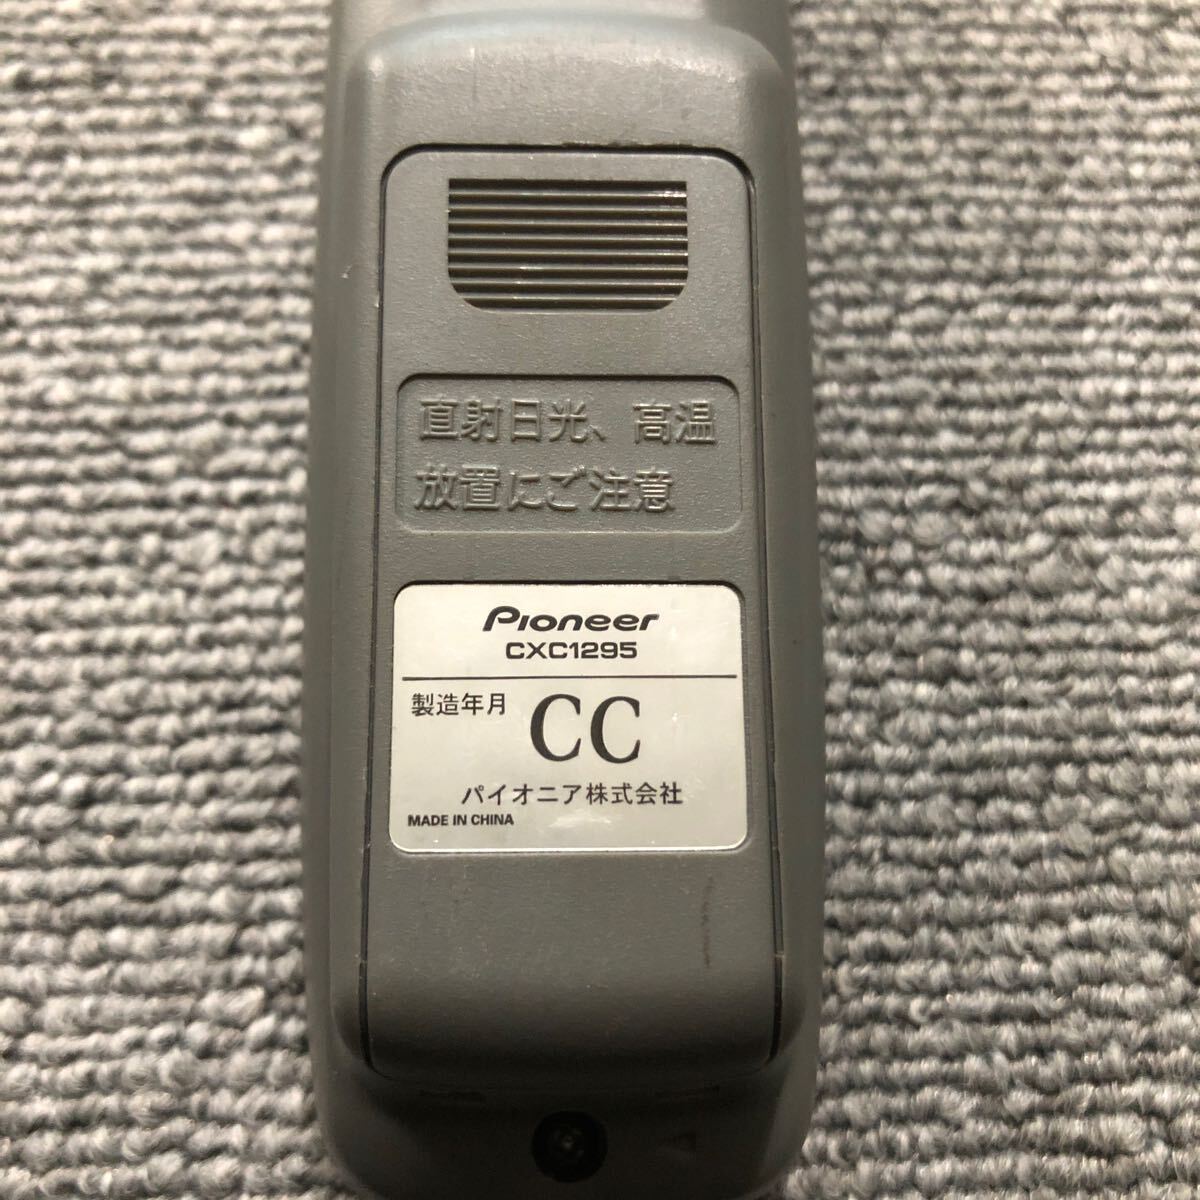 直射日光、高温
放置にご注意
Pioneer
CXC1295
製造年月 CC
パイオニア株式会社
MADE IN CHINA